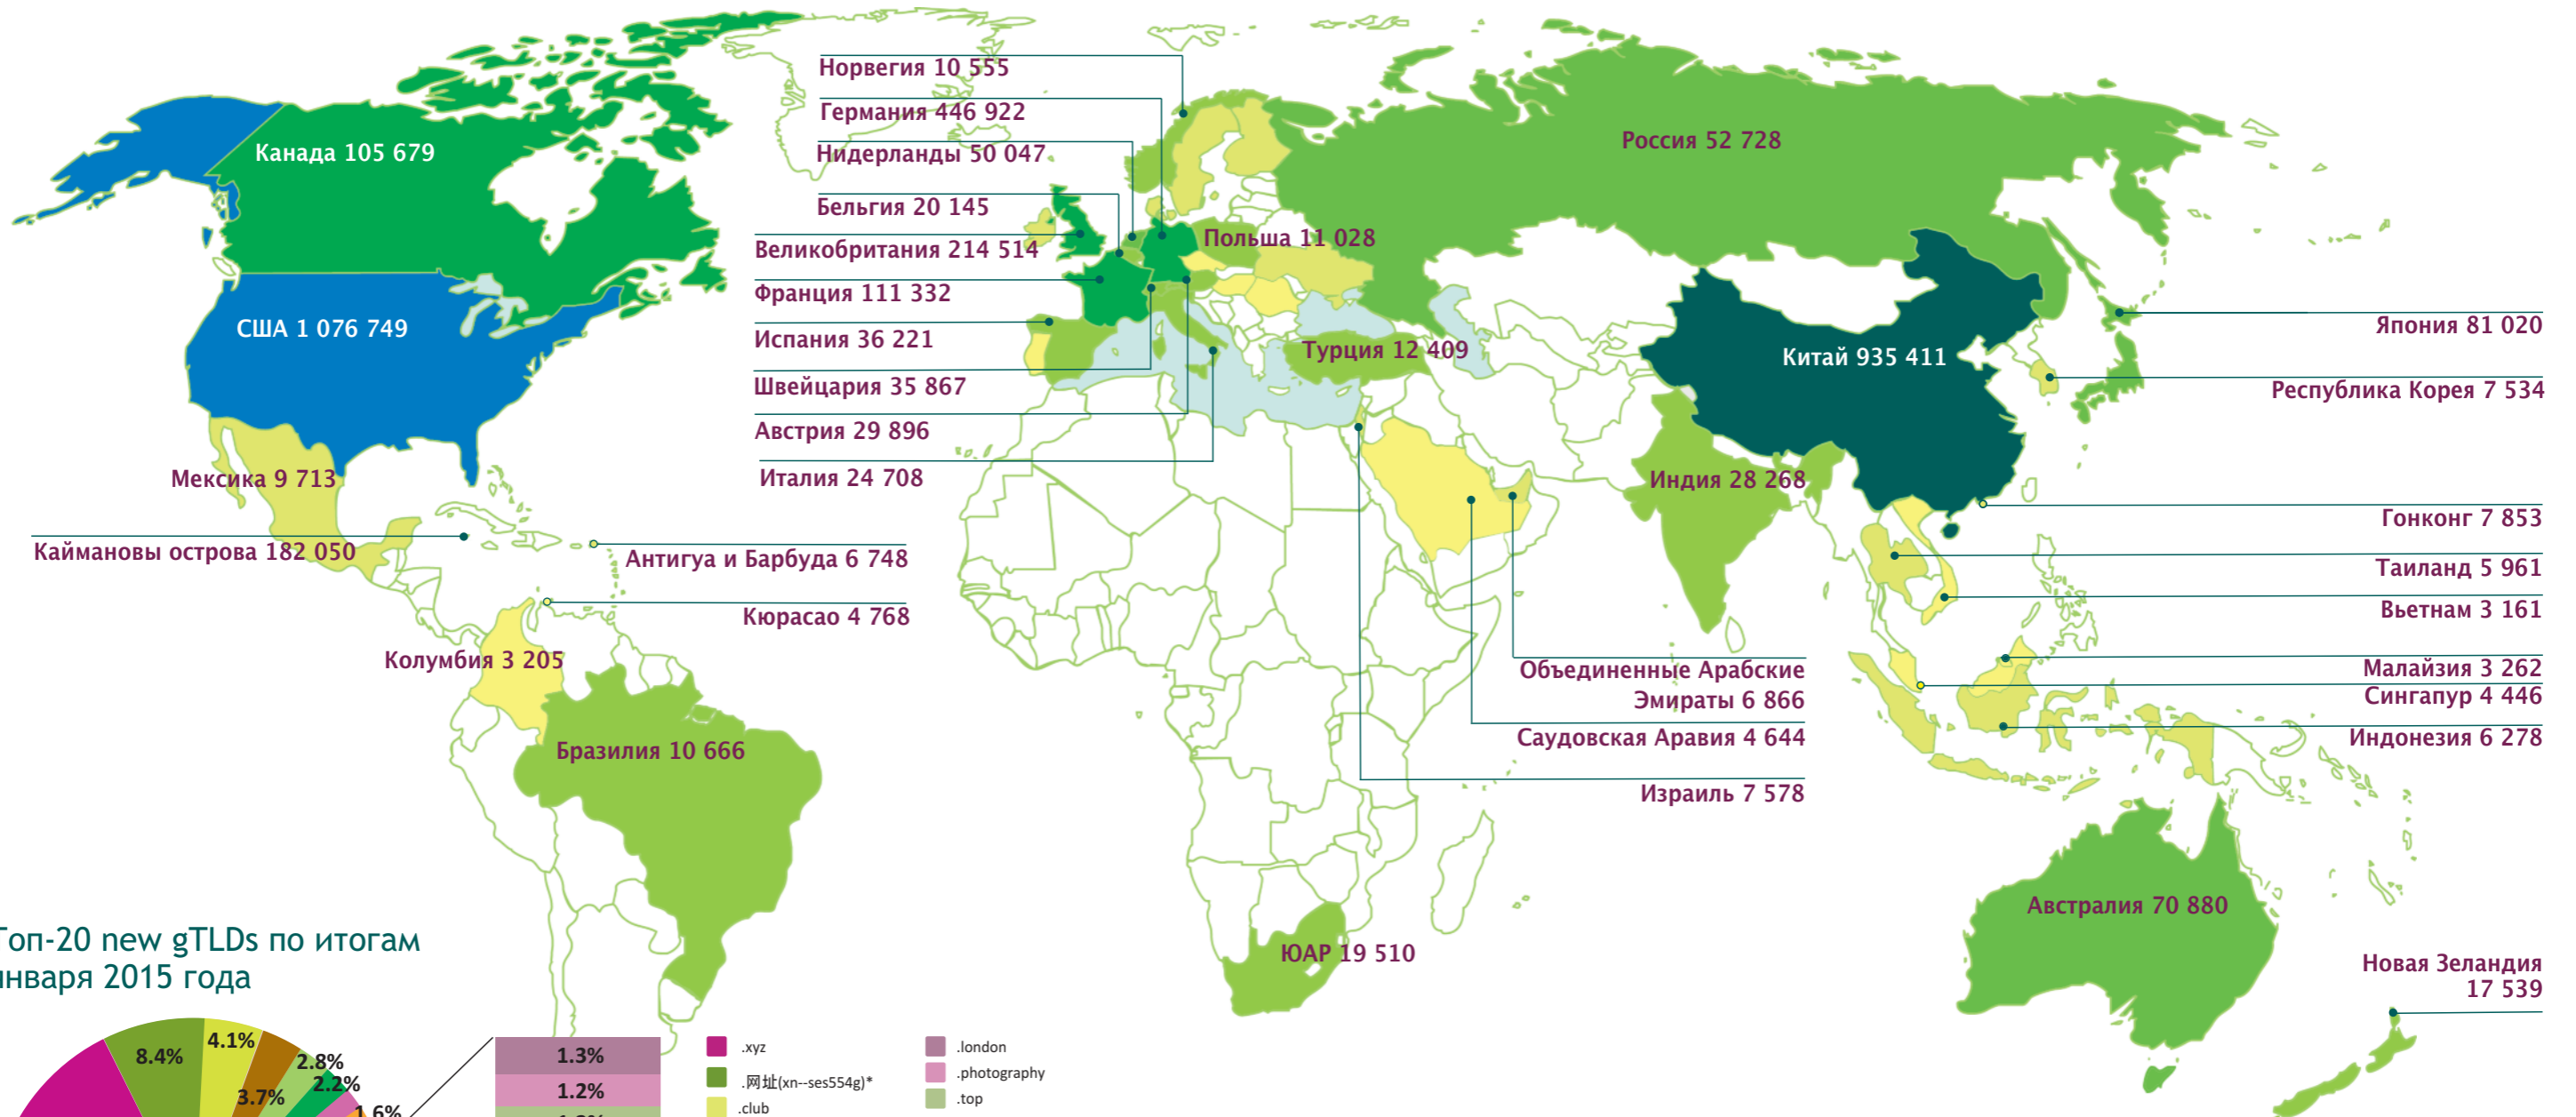 Норвегия 10 555
Германия 446 922
Нидерланды 50 047
Бельгия 20 145
Великобритания 214 514
Франция 111 332
Испания 36 221
Швейцария 35 867
Австрия 29 896
Италия 24 708
Канада 105 679
США 1 076 749
Мексика 9 713
Каймановы острова 182 050
Антигуа и Барбуда 6 748
Кюрасао 4 768
Колумбия 3 205
Бразилия 10 666
Россия 52 728
Польша 11 028
Турция 12 409
Китай 935 411
Индия 28 268
Япония 81 020
Республика Корея 7 534
Гонконг 7 853
Таиланд 5 961
Вьетнам 3 161
Малайзия 3 262
Сингапур 4 446
Индонезия 6 278
Объединенные Арабские
Эмираты 6 866
Саудовская Аравия 4 644
Израиль 7 578
ЮАР 19 510
Австралия 70 880
Новая Зеландия
17 539
Топ-20 new gTLDs по итогам
января 2015 года
8.4%
4.1%
3.7%
2.8%
2.2%
1.6%
1.3%
1.2%
.xyz
.网址(xn--ses554g)*
.club
.london
.photography
.top